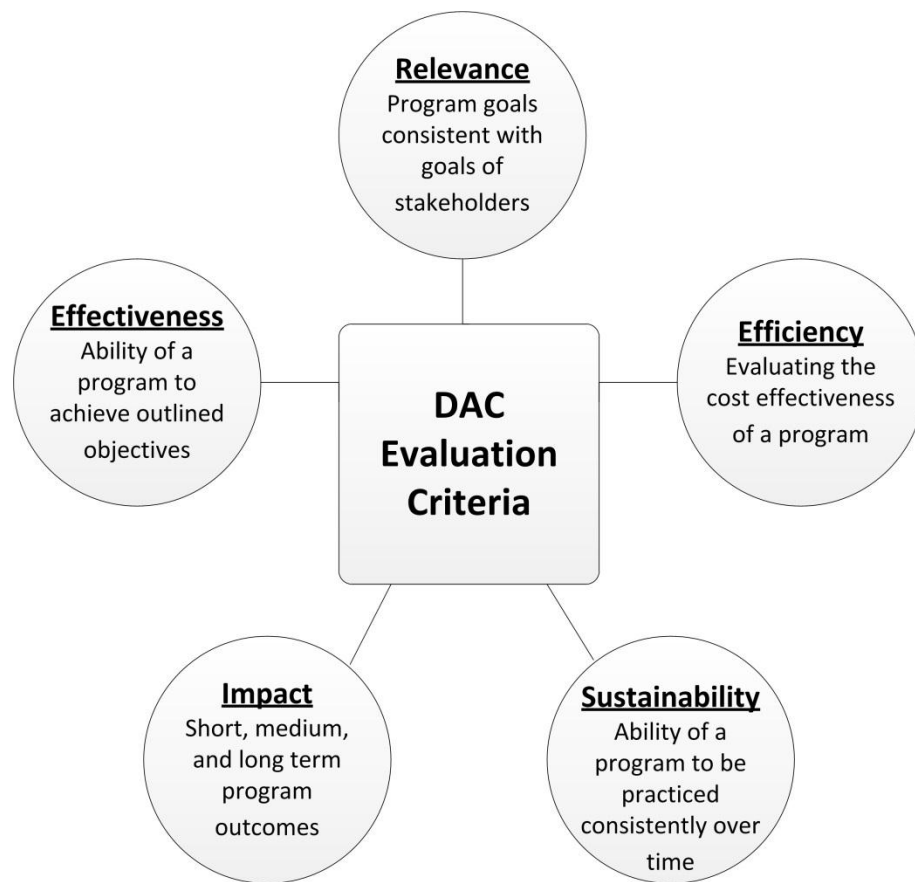 Relevance
Program goals
consistent with
goals of
stakeholders
Effectiveness
Ability of a
program to
achieve outlined
objectives
DAC
Evaluation
Criteria
Efficiency
Evaluating the
cost effectiveness
of a program
Impact
Short, medium,
and long term
program
outcomes
Sustainability
Ability of a
program to be
practiced
consistently over
time